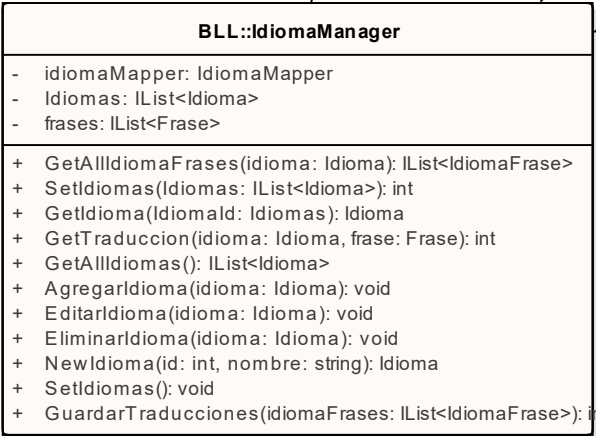 BLL::IdiomaManager
- idiomaMapper: IdiomaMapper
- Idiomas: IList<Idioma>
- frases: IList<Frase>
+ GetAllIdiomaFrases(idioma: Idioma): IList<IdiomaFrase>
+ SetIdiomas(Idiomas: IList<Idioma>): int
+ GetIdioma(IdiomaId: Idiomas): Idioma
+ GetTraduccion(idioma: Idioma, frase: Frase): int
+ GetAllIdiomas(): IList<Idioma>
+ AgregarIdioma(idioma: Idioma): void
+ EditarIdioma(idioma: Idioma): void
+ EliminarIdioma(idioma: Idioma): void
+ NewIdioma(id: int, nombre: string): Idioma
+ SetIdiomas(): void
+ GuardarTraducciones(idiomaFrases: IList<IdiomaFrase>):